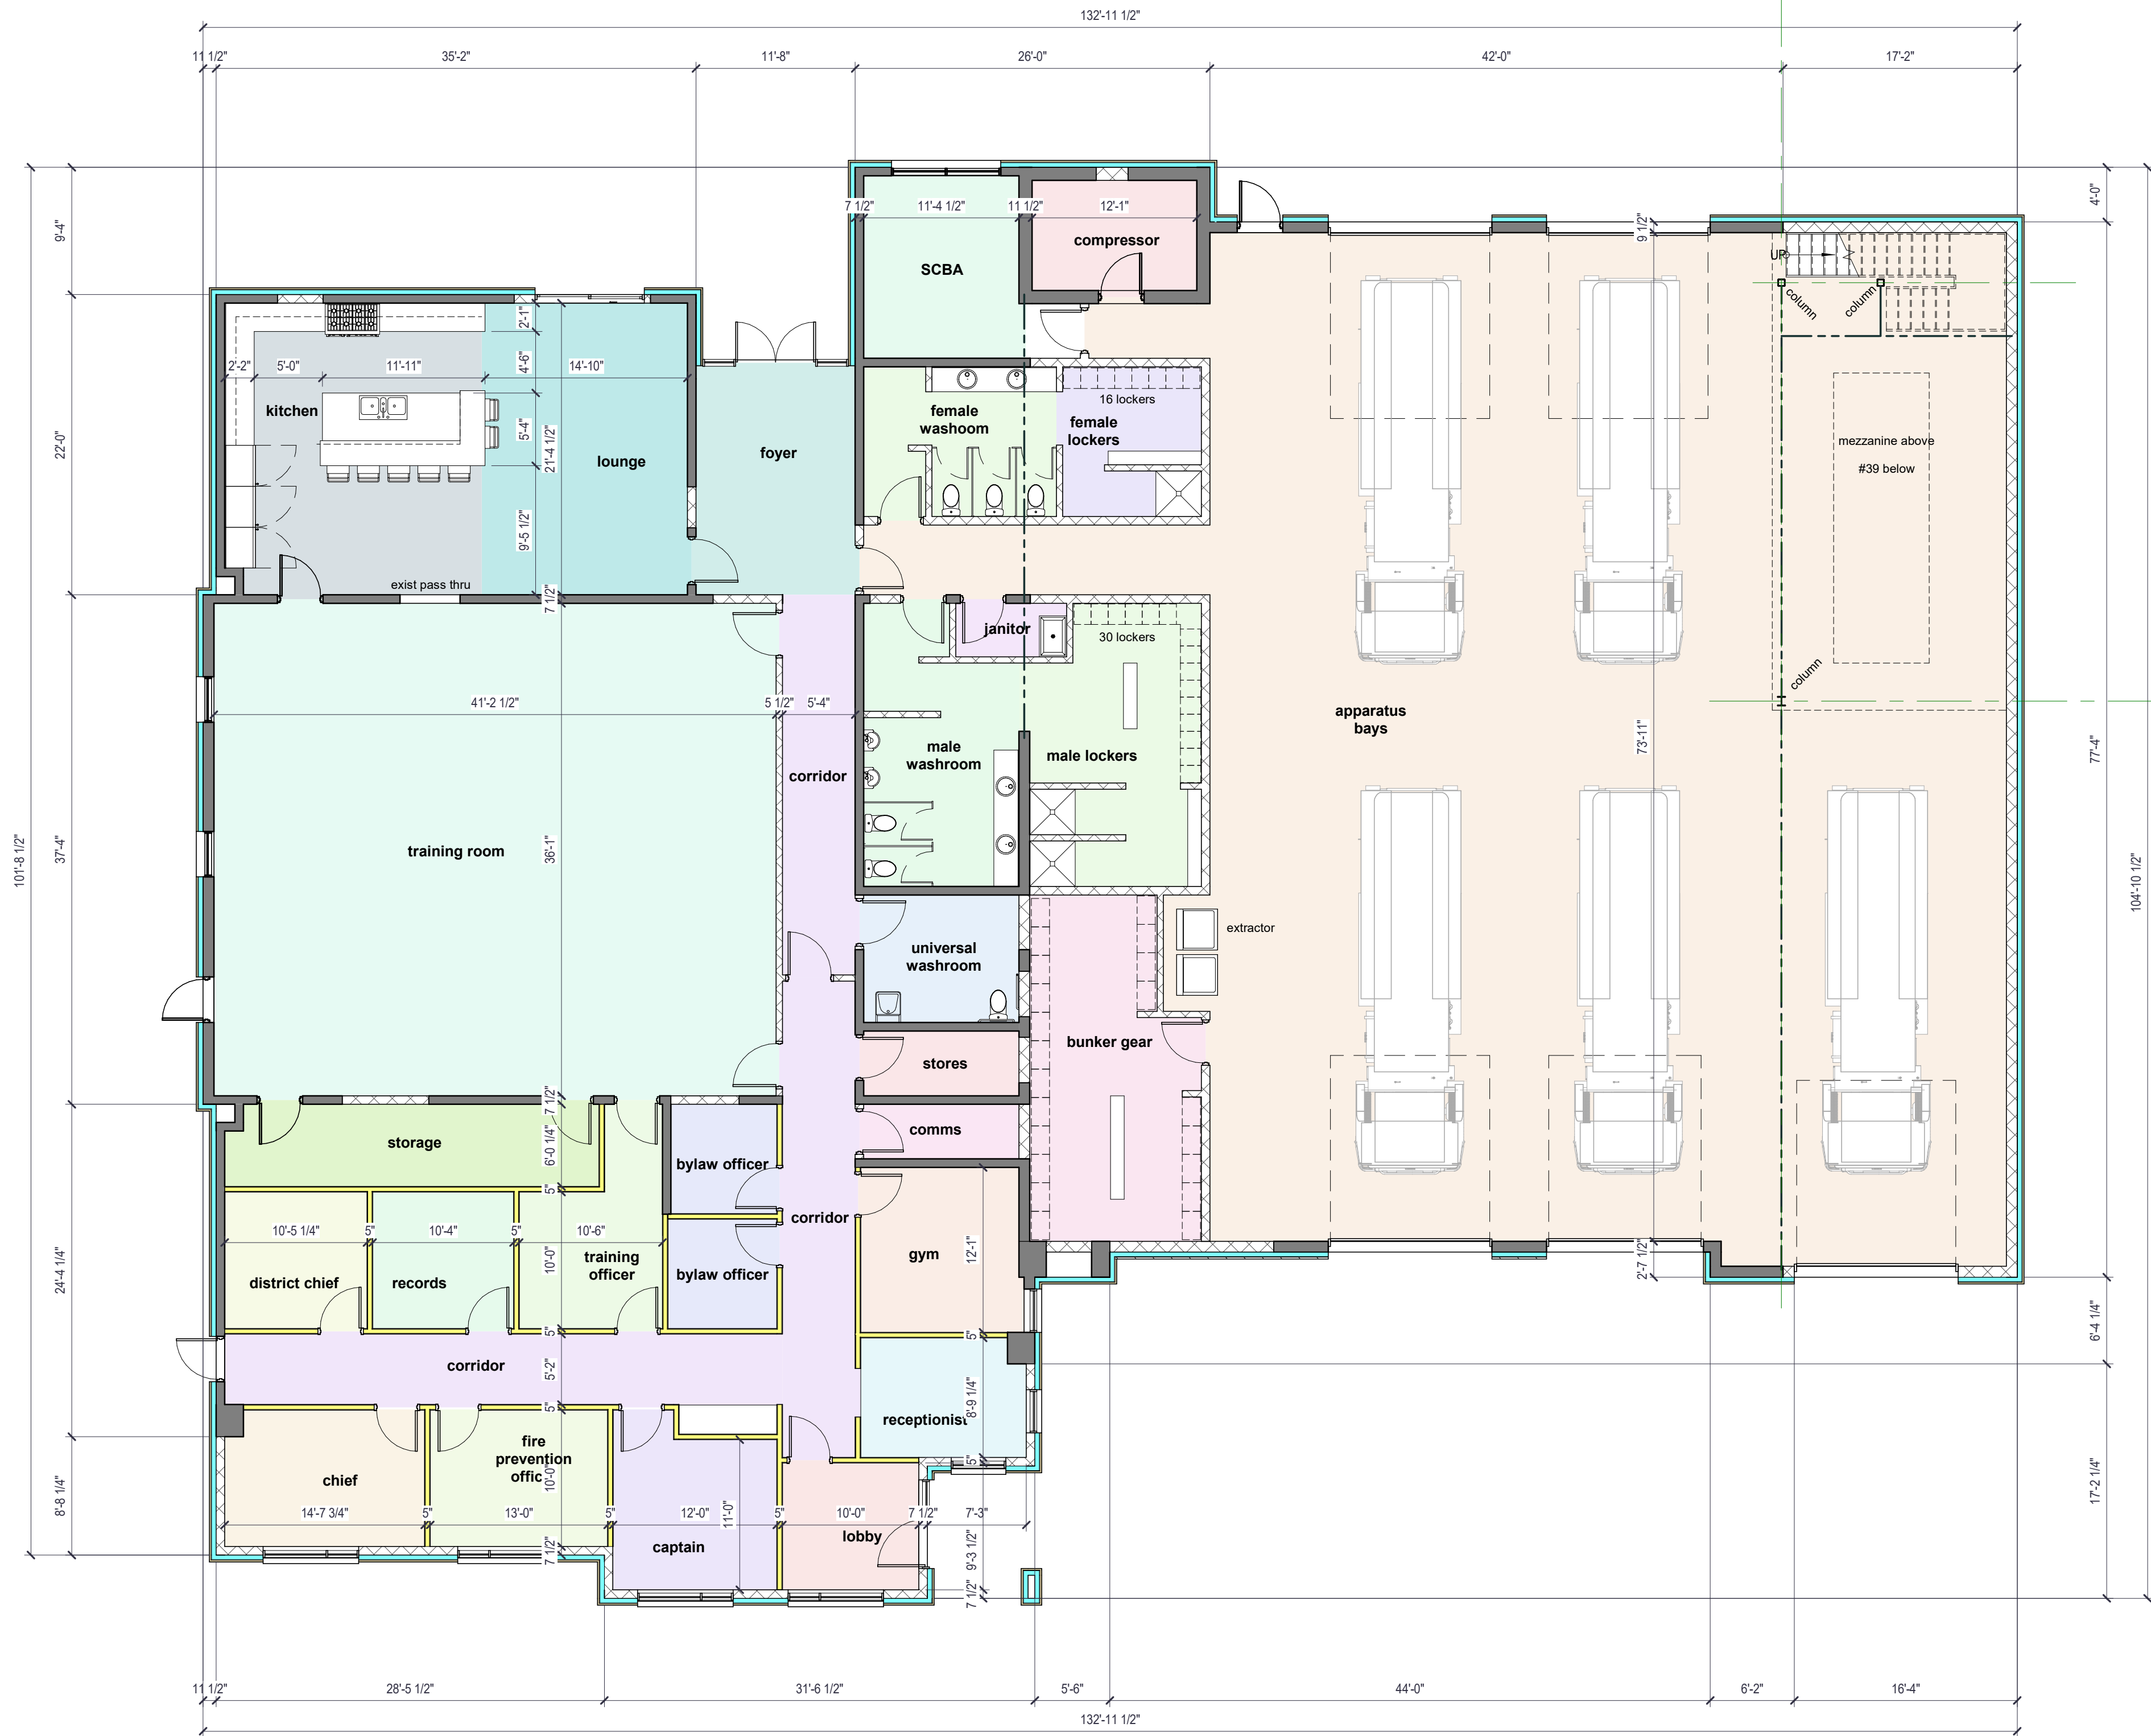 132'-11 1/2"
11 1/2"
35'-2"
11'-8"
26'-0"
42'-0"
17'-2"
9'-4"
22'-0"
37'-4"
101'-8 1/2"
24'-4 1/4"
8'-8 1/4"
4'-0"
77'-4"
104'-10 1/2"
6'-4 1/4"
17'-2 1/4"
7 1/2"
11'-4 1/2"
11 1/2"
12'-1"
compressor
SCBA
9 1/2"
UP
column
column
2'-1"
4'-6"
2'-2"
5'-0"
11'-11"
14'-10"
kitchen
5'-4"
21'-4 1/2"
lounge
9'-5 1/2"
exist pass thru
7 1/2"
foyer
female
washoom
16 lockers
female
lockers
mezzanine above
#39 below
janitor
30 lockers
column
41'-2 1/2"
5 1/2"
5'-4"
apparatus
bays
73'-11"
male
washroom
male lockers
corridor
training room
36'-1"
extractor
universal
washroom
bunker gear
stores
comms
7 1/2"
storage
6'-0 1/4"
bylaw officer
5"
10'-5 1/4"
5"
10'-4"
5"
10'-6"
corridor
gym
12'-1"
10'-0"
training
officer
district chief
records
bylaw officer
2'-7 1/2"
5"
5"
corridor
5'-2"
8'-9 1/4"
receptionist
5"
fire
prevention
offic
10'-0"
chief
5"
14'-7 3/4"
5"
13'-0"
5"
12'-0"
11'-0"
5"
10'-0"
7 1/2"
7'-3"
lobby
captain
7 1/2"
9'-3 1/2"
7 1/2"
11 1/2"
28'-5 1/2"
31'-6 1/2"
5'-6"
44'-0"
6'-2"
16'-4"
132'-11 1/2"